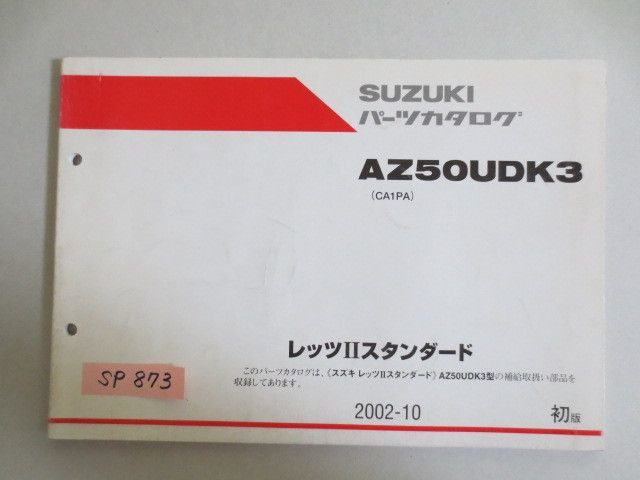 SUZUKI
パーツカタログ
AZ50UDK3
(CA1PA)
レッツIIスタンダード
このパーツカタログは、《スズキ レッツIIスタンダード》AZ50UDK3型の補給取扱い部品を
収録してあります。
SP 873
2002-10
初版